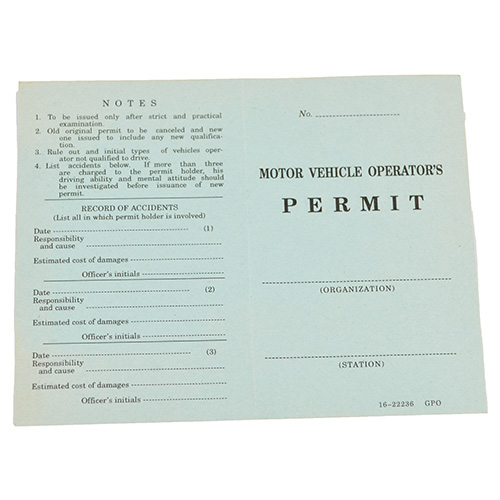 NOTES
1. To be issued only after strict and practical
examination.
2. Old original permit to be canceled and new
one issued to include any new qualifica-
tion.
3. Rule out and initial types of vehicles oper-
ator not qualified to drive.
4. List accidents below. If more than three
are charged to the permit holder, his
driving ability and mental attitude should
be investigated before issuance of new
permit.
RECORD OF ACCIDENTS
(List all in which permit holder is involved)
Date (1)
Responsibility
and cause
Estimated cost of damages
Officer's initials
Date (2)
Responsibility
and cause
Estimated cost of damages
Officer's initials
Date (3)
Responsibility
and cause
Estimated cost of damages
Officer's initials
No.
MOTOR VEHICLE OPERATOR'S
PERMIT
(ORGANIZATION)
(STATION)
16-22236 GPO